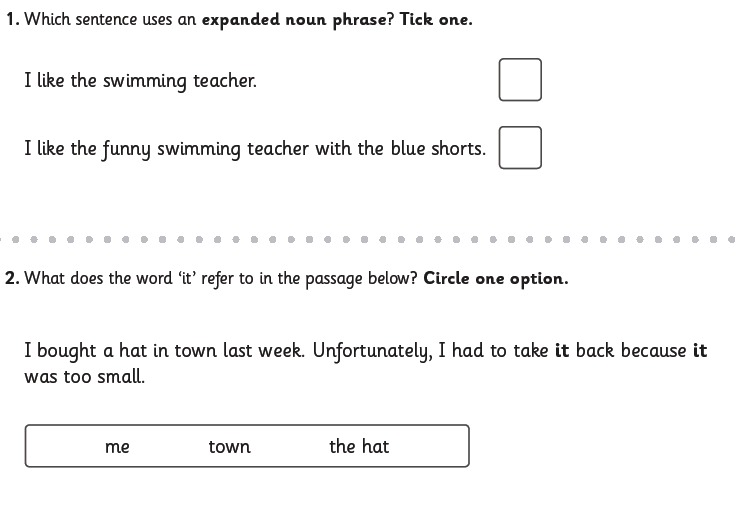 1. Which sentence uses an expanded noun phrase? Tick one.
I like the swimming teacher.
I like the funny swimming teacher with the blue shorts.
2. What does the word ‘it’ refer to in the passage below? Circle one option.
I bought a hat in town last week. Unfortunately, I had to take it back because it
was too small.
me town the hat